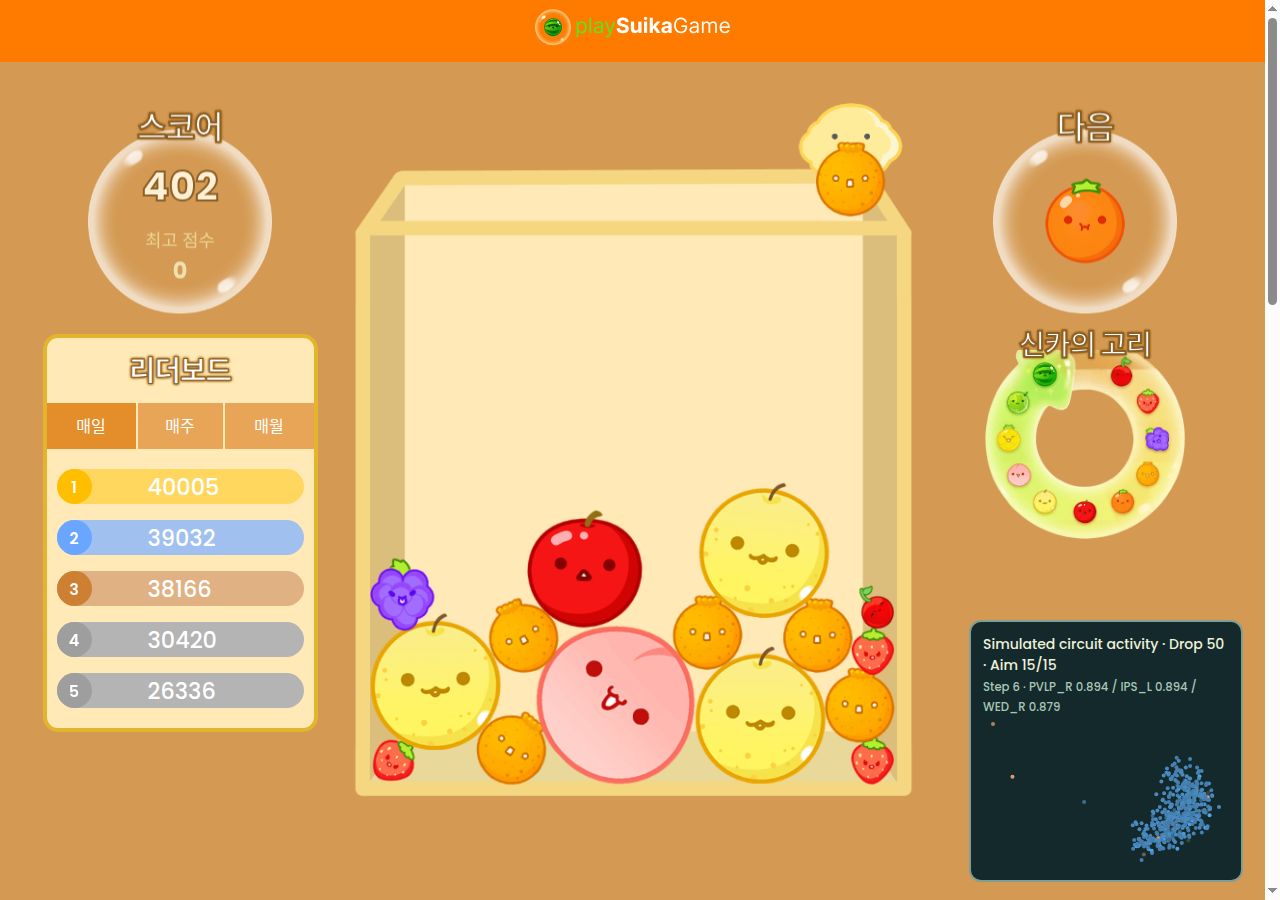 playSuikaGame
스코어
402
최고 점수
0
리더보드
매일 매주 매월
1 40005
2 39032
3 38166
4 30420
5 26336
다음
신카의 고리
Simulated circuit activity · Drop 50
· Aim 15/15
Step 6 · PVLP_R 0.894 / IPS_L 0.894 /
WED_R 0.879